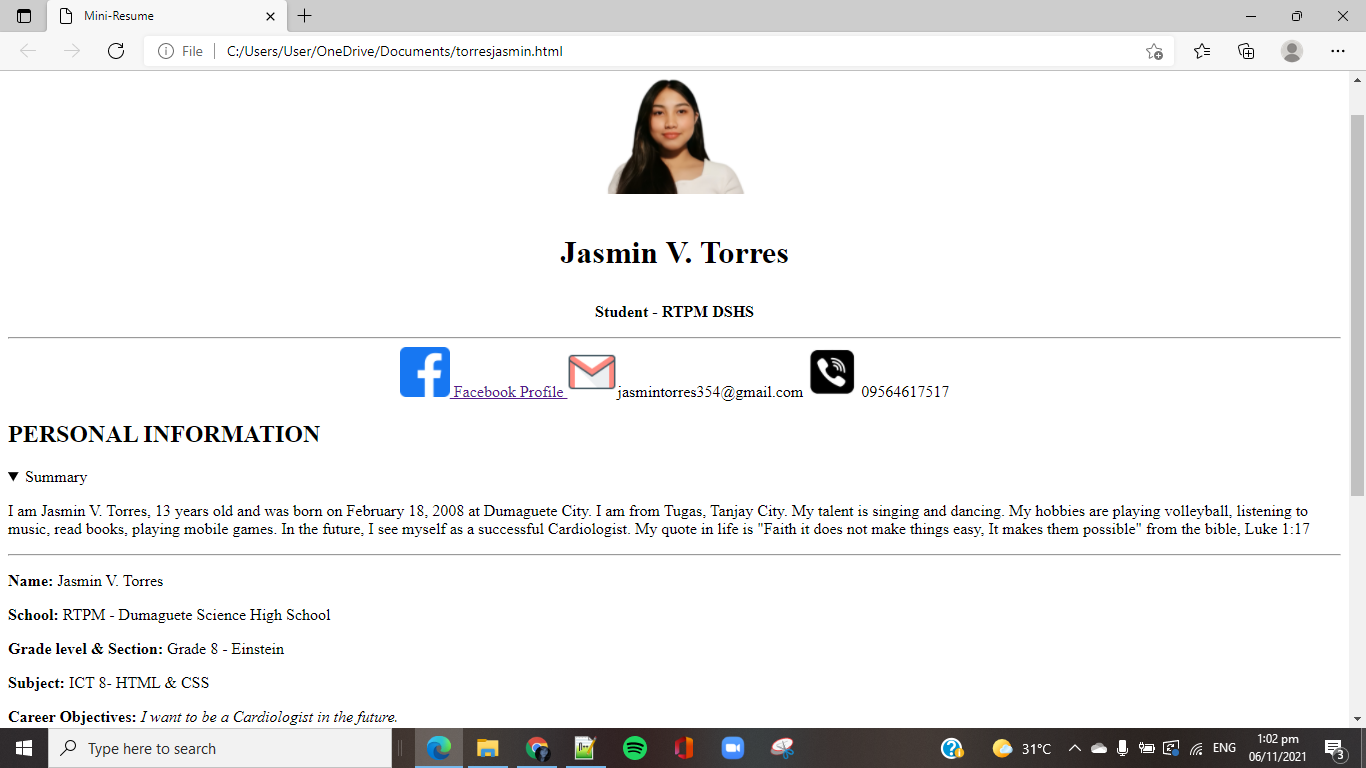 Mini-Resume
File
C:/Users/User/OneDrive/Documents/torresjasmin.html
Jasmin V. Torres
Student - RTPM DSHS
Facebook Profile jasmintorres354@gmail.com 09564617517
PERSONAL INFORMATION
Summary
I am Jasmin V. Torres, 13 years old and was born on February 18, 2008 at Dumaguete City. I am from Tugas, Tanjay City. My talent is singing and dancing. My hobbies are playing volleyball, listening to
music, read books, playing mobile games. In the future, I see myself as a successful Cardiologist. My quote in life is "Faith it does not make things easy, It makes them possible" from the bible, Luke 1:17
Name: Jasmin V. Torres
School: RTPM - Dumaguete Science High School
Grade level & Section: Grade 8 - Einstein
Subject: ICT 8- HTML & CSS
Career Objectives: I want to be a Cardiologist in the future.
Type here to search
31°C
ENG
1:02 pm
06/11/2021
3